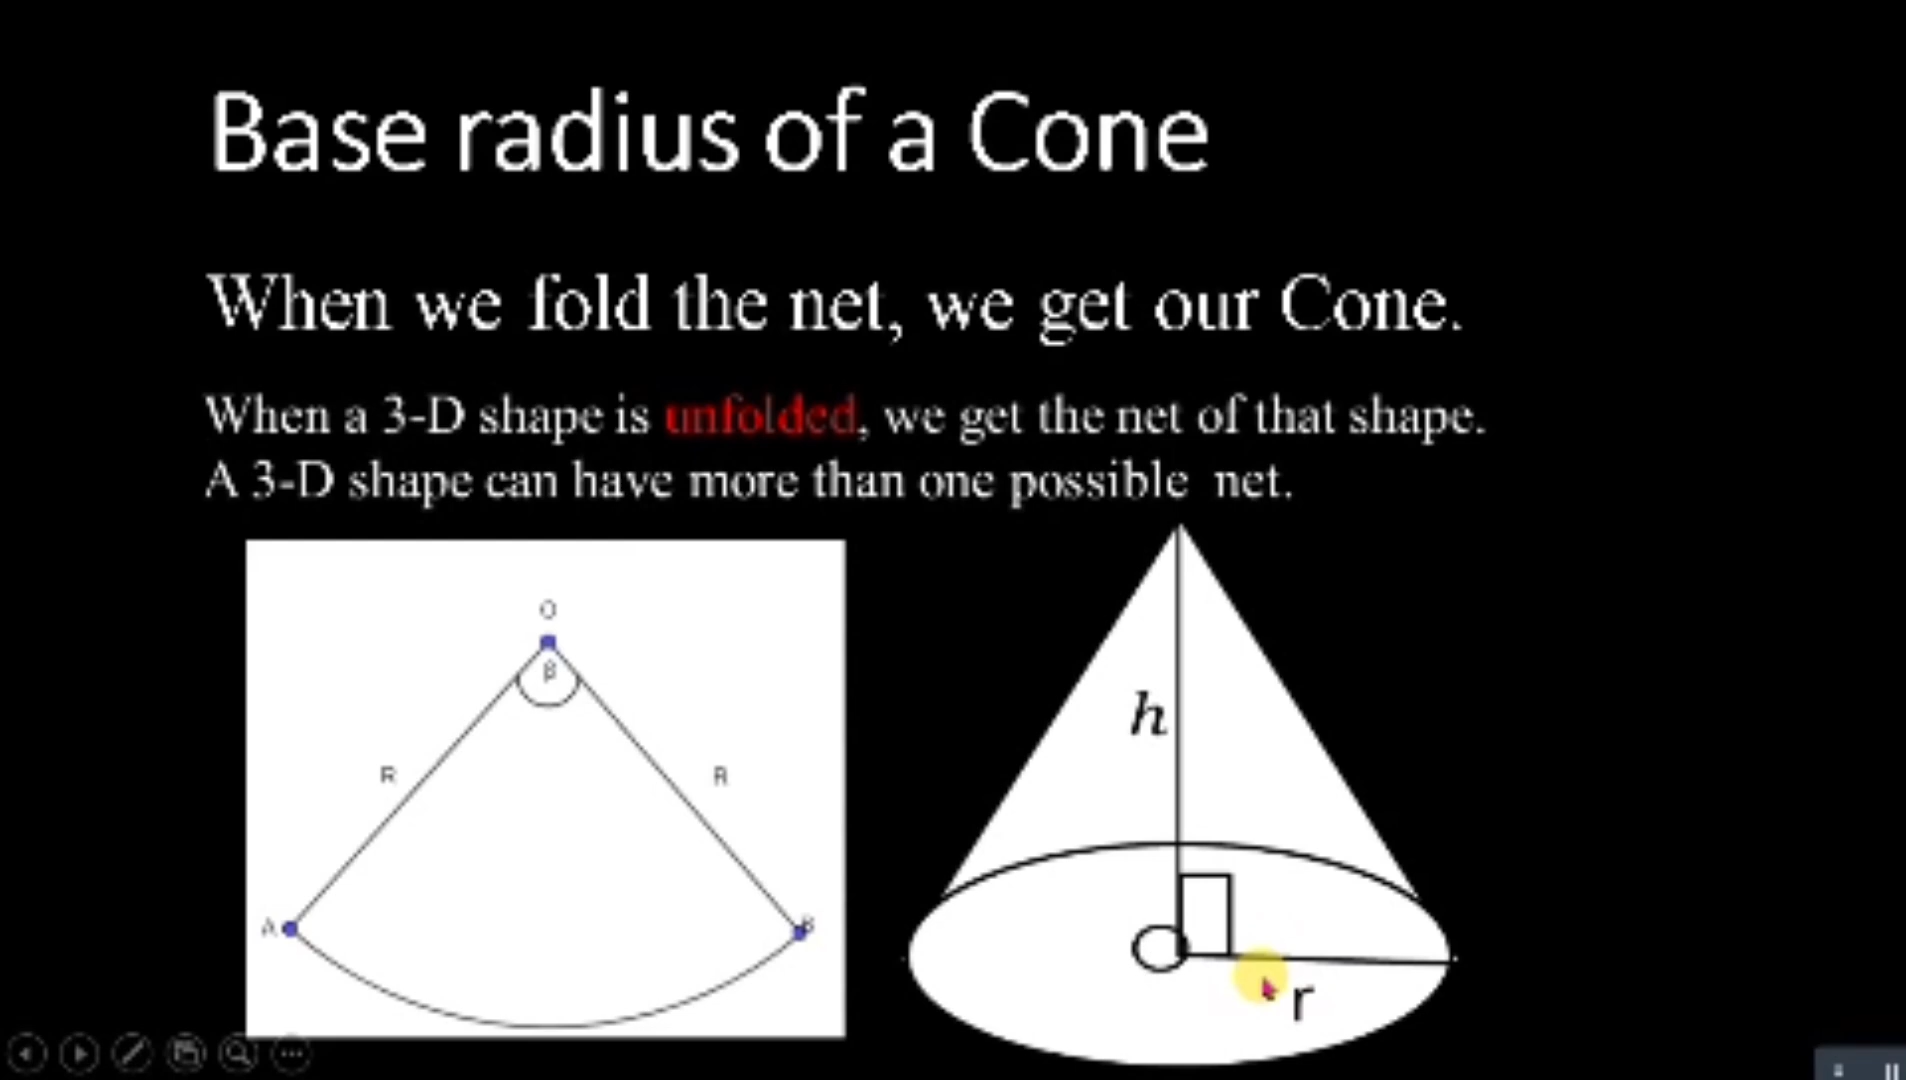 Base radius of a Cone
When we fold the net, we get our Cone.
When a 3-D shape is unfolded, we get the net of that shape.
A 3-D shape can have more than one possible net.
O
β
R R
A B
h
r